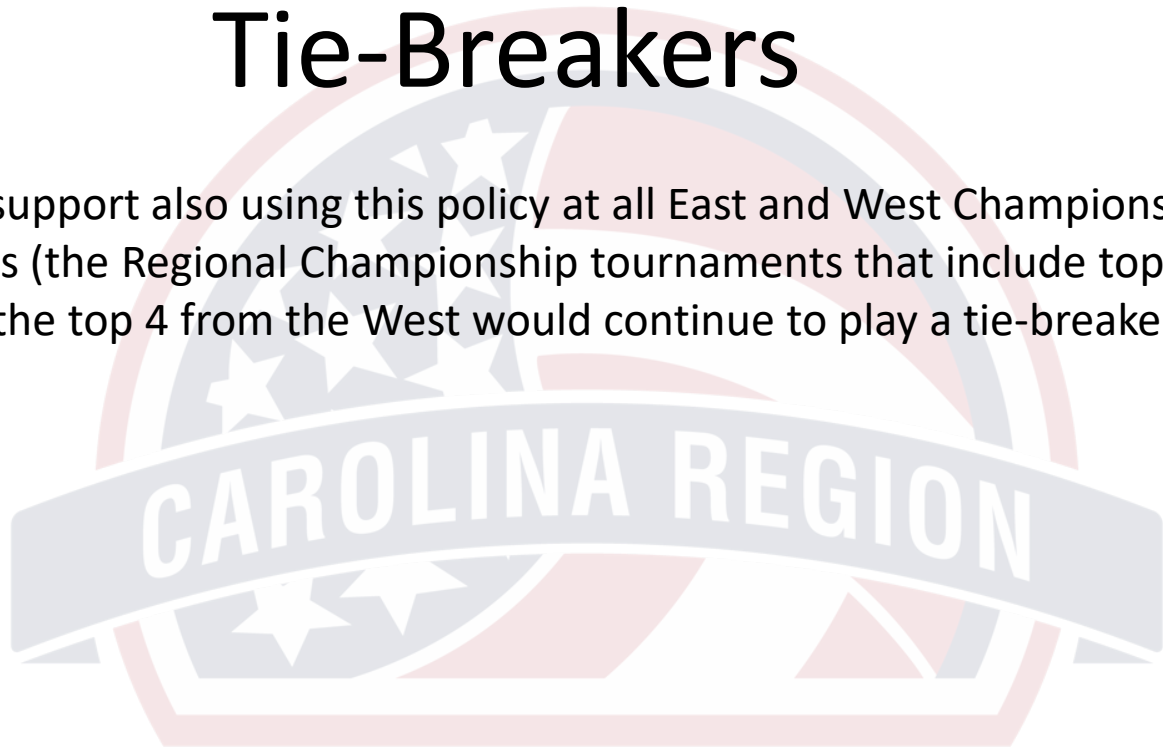 Tie-Breakers
support also using this policy at all East and West Champions
s (the Regional Championship tournaments that include top
the top 4 from the West would continue to play a tie-breake
CAROLINA REGION